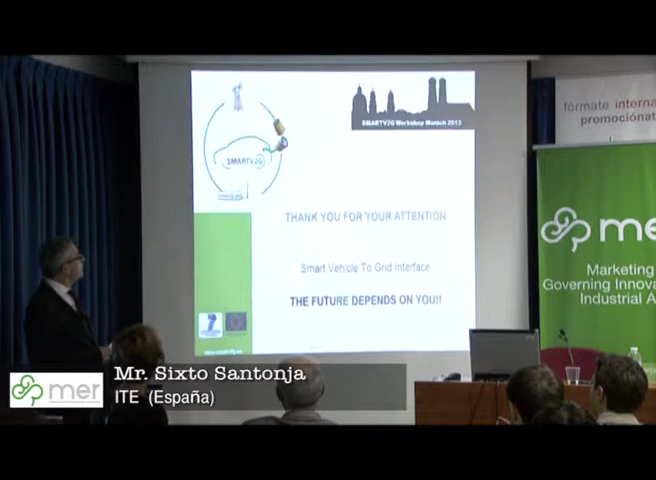 SMARTV2G Workshop Munich 2013
SMARTV2G
THANK YOU FOR YOUR ATTENTION
Smart Vehicle To Grid Interface
THE FUTURE DEPENDS ON YOU!!
7
fórmate interna
promociónat
mer
Marketing
Governing Innova
Industrial A
mer
Mr. Sixto Santonja
ITE (España)